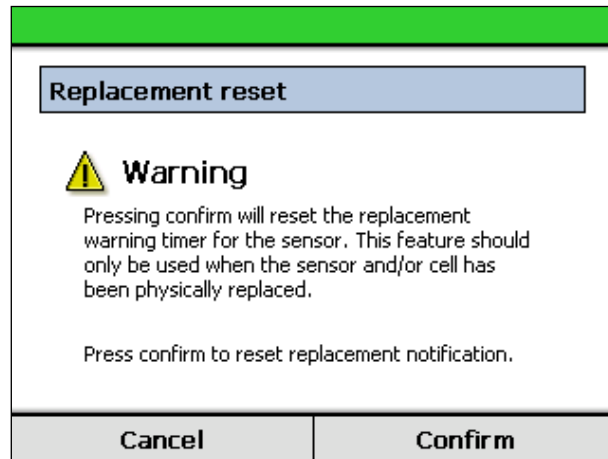 Replacement reset
Warning
Pressing confirm will reset the replacement
warning timer for the sensor. This feature should
only be used when the sensor and/or cell has
been physically replaced.
Press confirm to reset replacement notification.
Cancel
Confirm